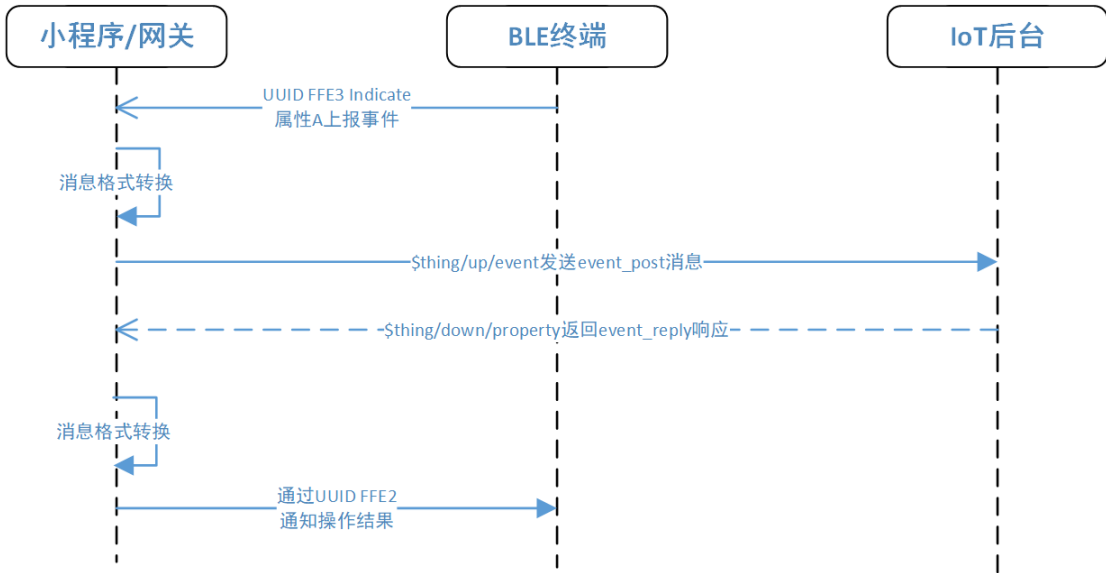 小程序/网关
BLE终端
IoT后台
UUID FFE3 Indicate
属性A上报事件
消息格式转换
$thing/up/event发送event_post消息
$thing/down/property返回event_reply响应
消息格式转换
通过UUID FFE2
通知操作结果